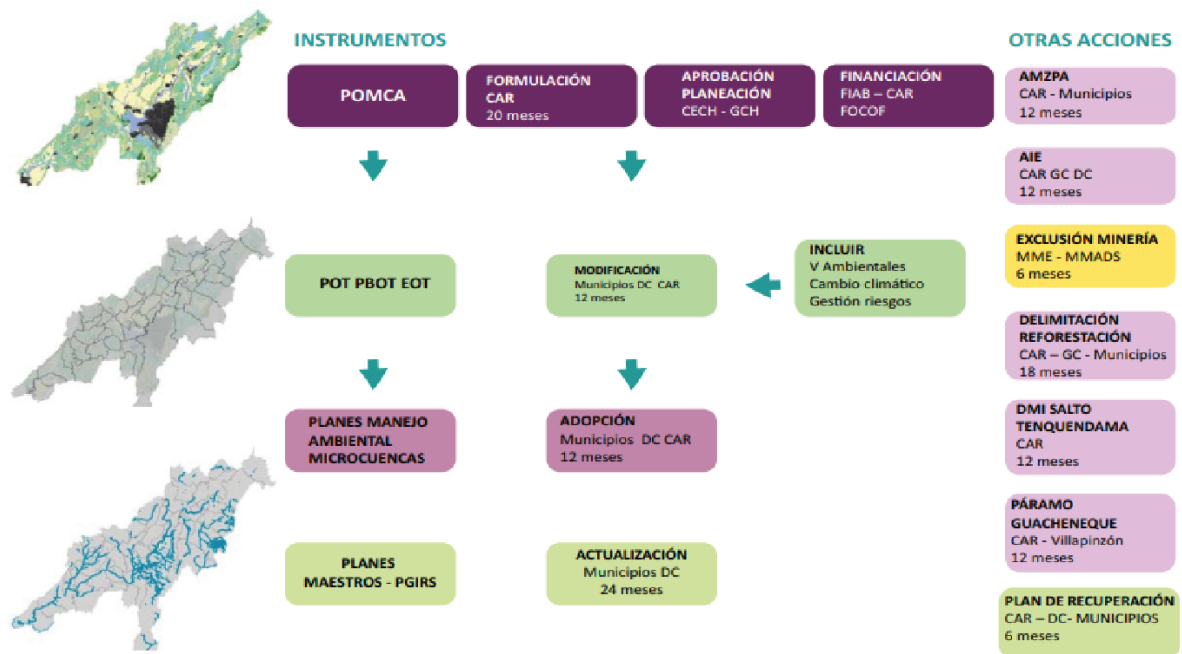 INSTRUMENTOS
POMCA
FORMULACIÓN
CAR
20 meses
APROBACIÓN
PLANEACIÓN
CECH - GCH
FINANCIACIÓN
FIAB – CAR
FOCOF
POT PBOT EOT
MODIFICACIÓN
Municipios DC CAR
12 meses
INCLUIR
V Ambientales
Cambio climático
Gestión riesgos
PLANES MANEJO
AMBIENTAL
MICROCUENCAS
ADOPCIÓN
Municipios DC CAR
12 meses
PLANES
MAESTROS - PGIRS
ACTUALIZACIÓN
Municipios DC
24 meses
OTRAS ACCIONES
AMZPA
CAR - Municipios
12 meses
AIE
CAR GC DC
12 meses
EXCLUSIÓN MINERÍA
MME - MMADS
6 meses
DELIMITACIÓN
REFORESTACIÓN
CAR – GC - Municipios
18 meses
DMI SALTO
TENQUENDAMA
CAR
12 meses
PÁRAMO
GUACHENEQUE
CAR - Villapinzón
12 meses
PLAN DE RECUPERACIÓN
CAR – DC- MUNICIPIOS
6 meses